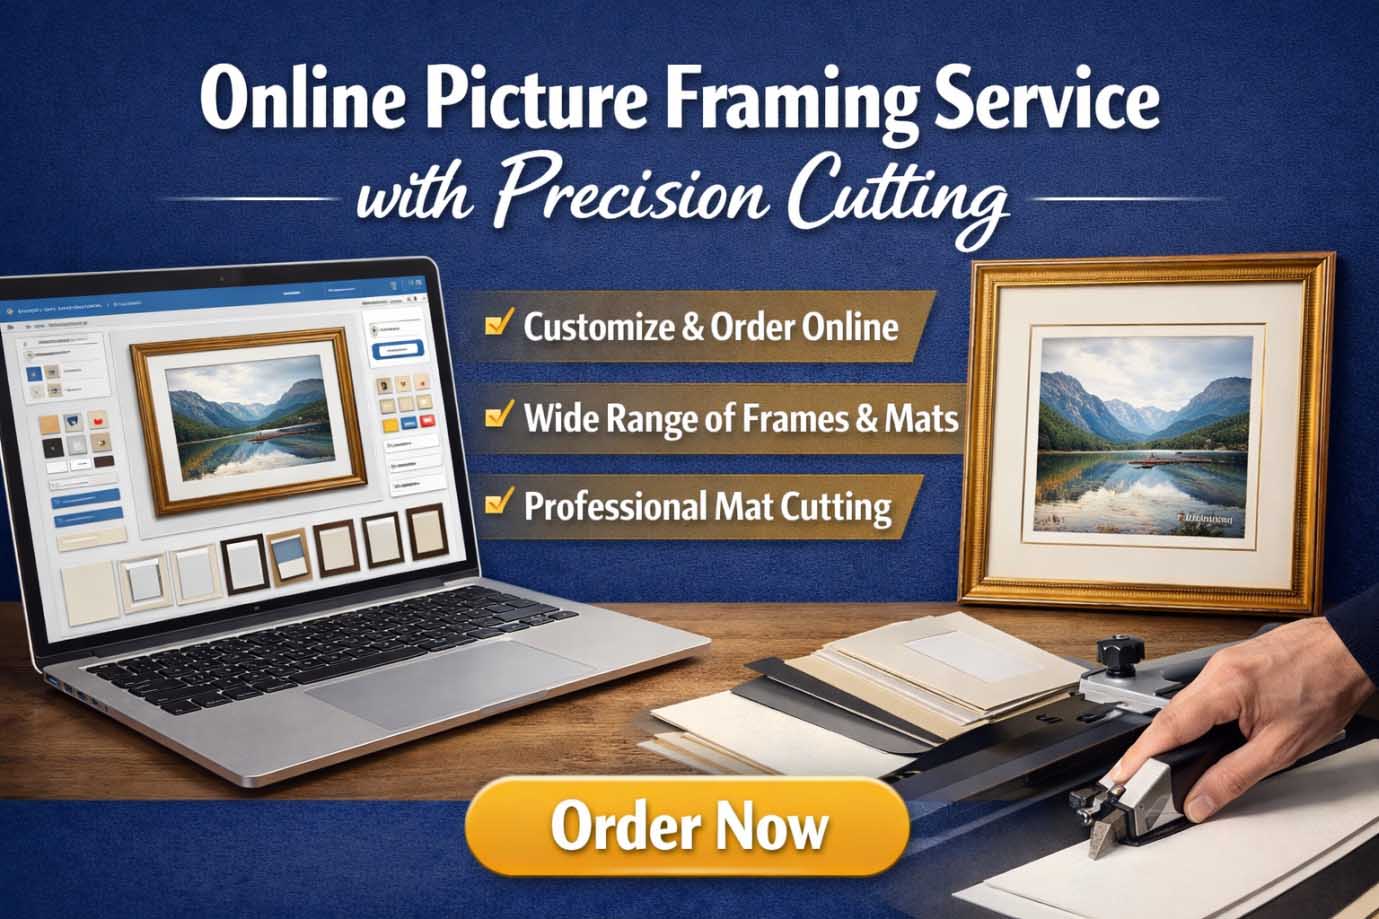 Online Picture Framing Service
with Precision Cutting
Customize & Order Online
Wide Range of Frames & Mats
Professional Mat Cutting
Order Now